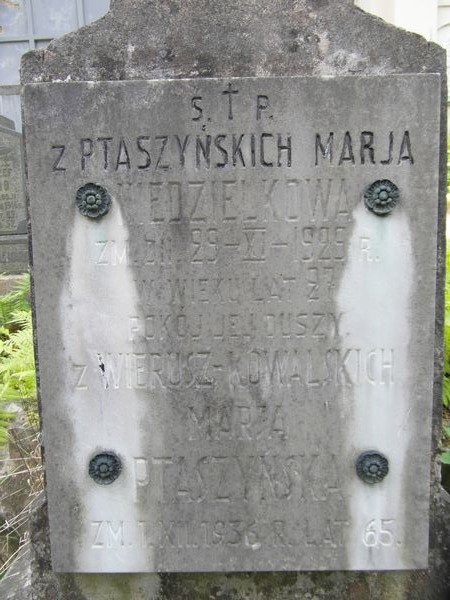 Ś. † P.
Z PTASZYŃSKICH MARJA
NIEDZIELKOWA
ZM. DN. 29-XI-1929 R.
W WIEKU LAT 27
POKÓJ JEJ DUSZY.
Z WIERUSZ-KOWALSKICH
MARJA
PTASZYŃSKA
ZM. 1.XII.1936 R. LAT 65.